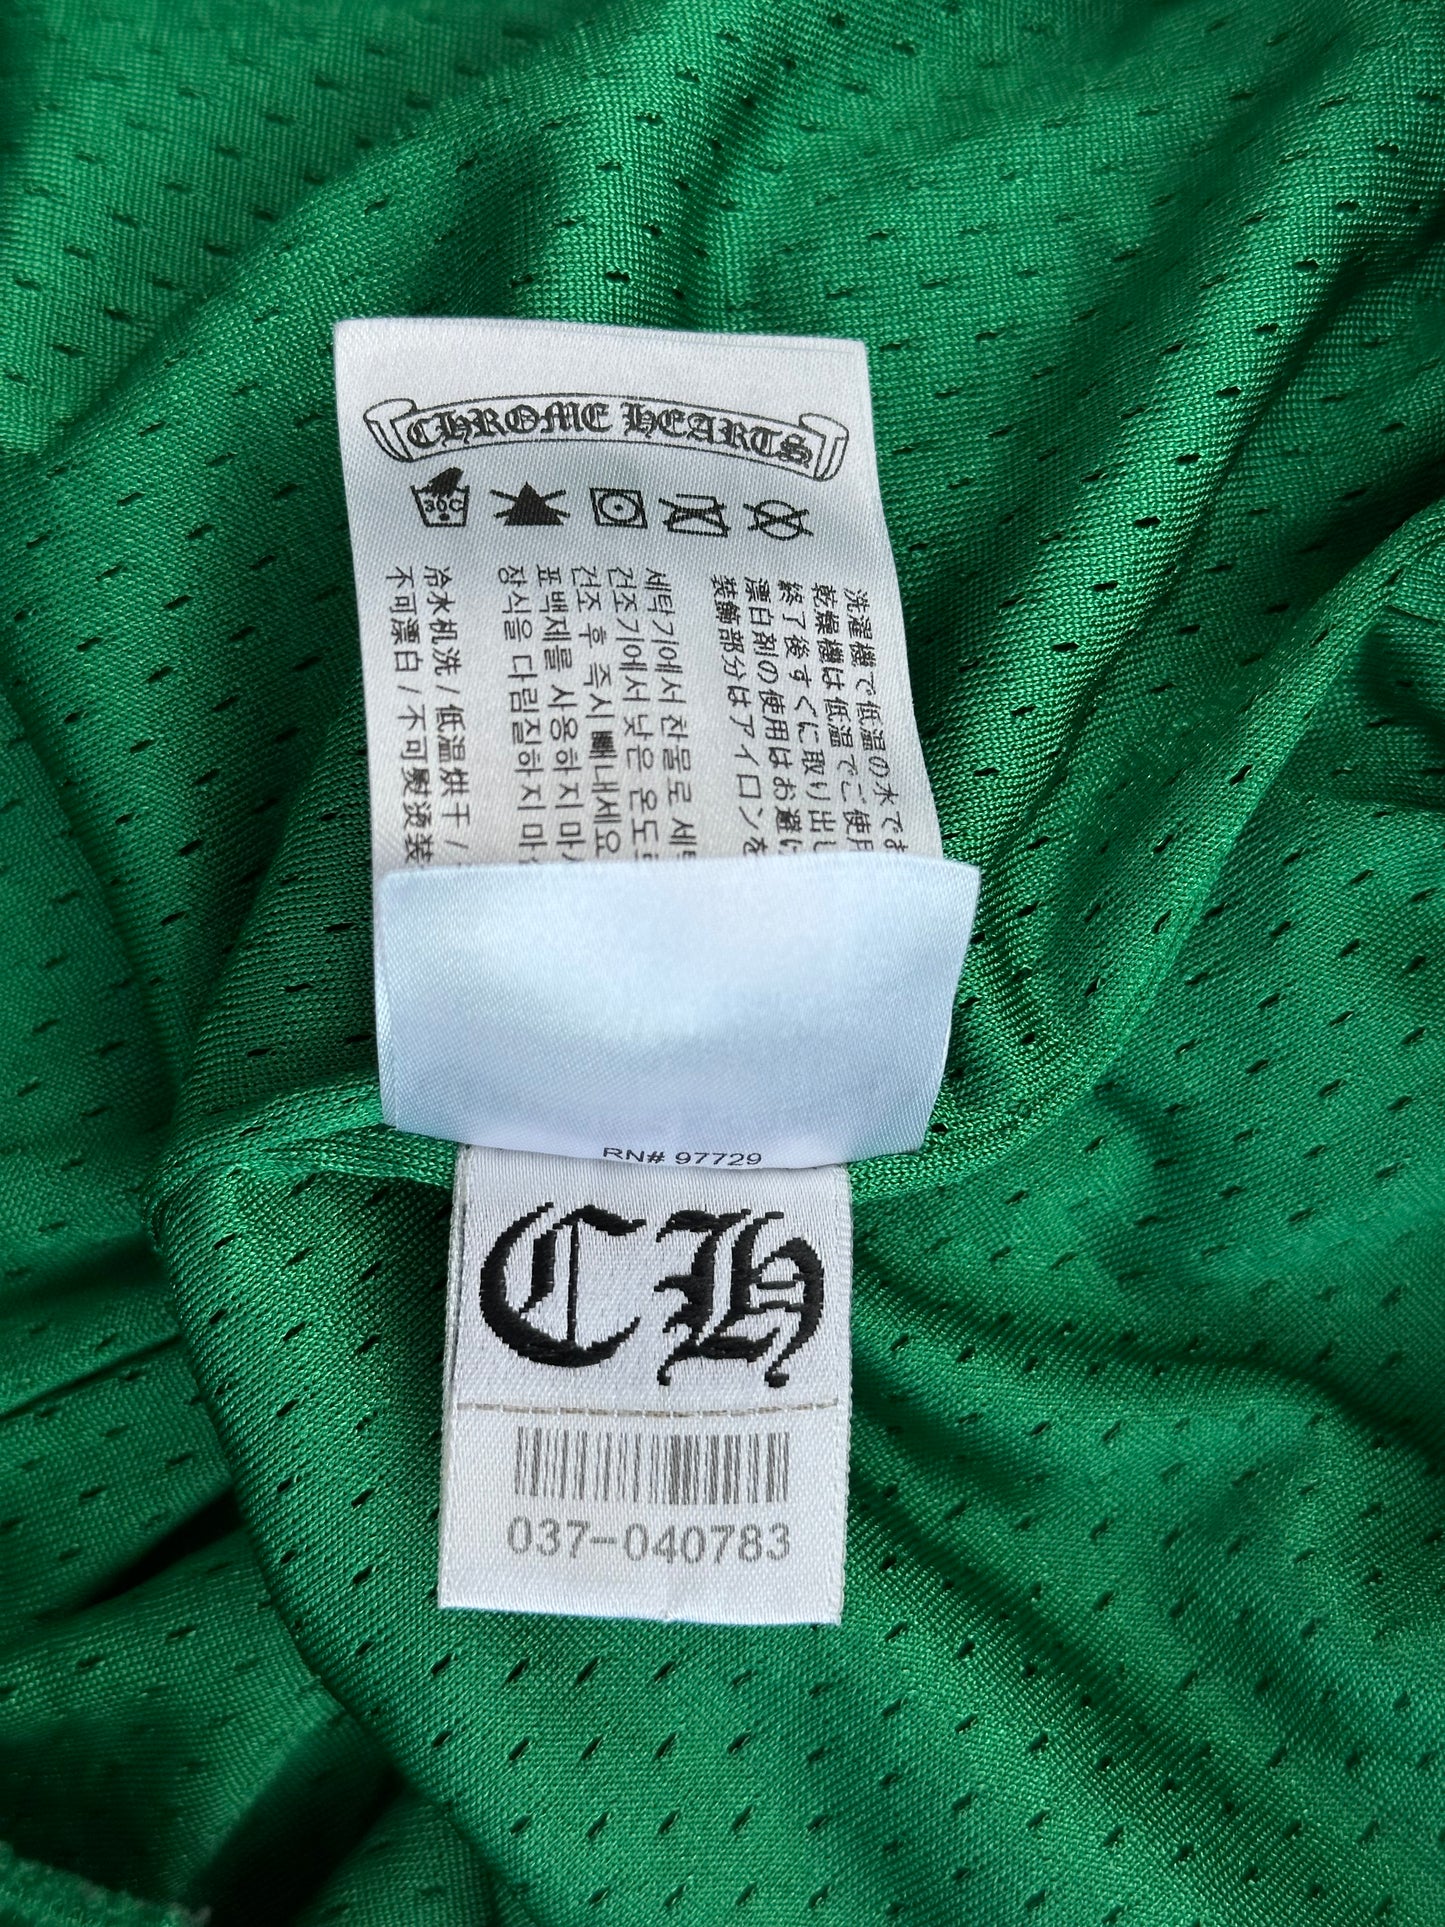 CHROME HEARTS
30C
洗濯機で低温の水でお
乾燥機は低温でご使用
終了後すぐに取り出し
漂白剤の使用はお避け
装飾部分はアイロンを
세탁기에서 찬물로 세탁
건조기에서 낮은 온도로
건조 후 즉시 빼내세요
표백제를 사용하지 마
장식을 다림질하지 마
冷水机洗/低温烘干/
不可漂白/不可熨烫装
RN# 97729
CH
037-040783